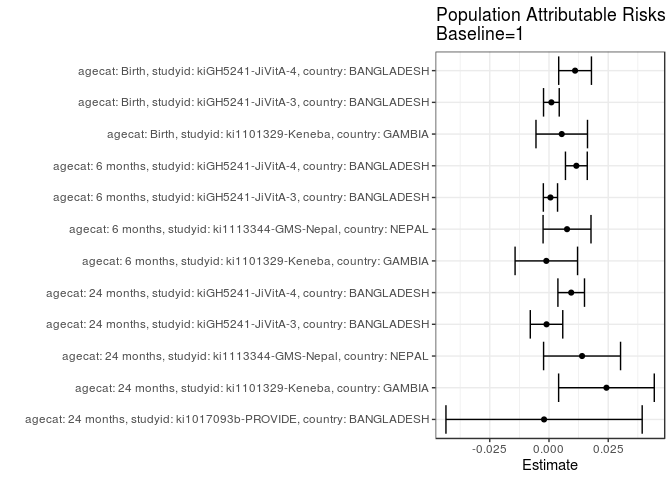 Population Attributable Risks
Baseline=1
agecat: Birth, studyid: kiGH5241-JiVitA-4, country: BANGLADESH
agecat: Birth, studyid: kiGH5241-JiVitA-3, country: BANGLADESH
agecat: Birth, studyid: ki1101329-Keneba, country: GAMBIA
agecat: 6 months, studyid: kiGH5241-JiVitA-4, country: BANGLADESH
agecat: 6 months, studyid: kiGH5241-JiVitA-3, country: BANGLADESH
agecat: 6 months, studyid: ki1113344-GMS-Nepal, country: NEPAL
agecat: 6 months, studyid: ki1101329-Keneba, country: GAMBIA
agecat: 24 months, studyid: kiGH5241-JiVitA-4, country: BANGLADESH
agecat: 24 months, studyid: kiGH5241-JiVitA-3, country: BANGLADESH
agecat: 24 months, studyid: ki1113344-GMS-Nepal, country: NEPAL
agecat: 24 months, studyid: ki1101329-Keneba, country: GAMBIA
agecat: 24 months, studyid: ki1017093b-PROVIDE, country: BANGLADESH
-0.025 0.000 0.025
Estimate